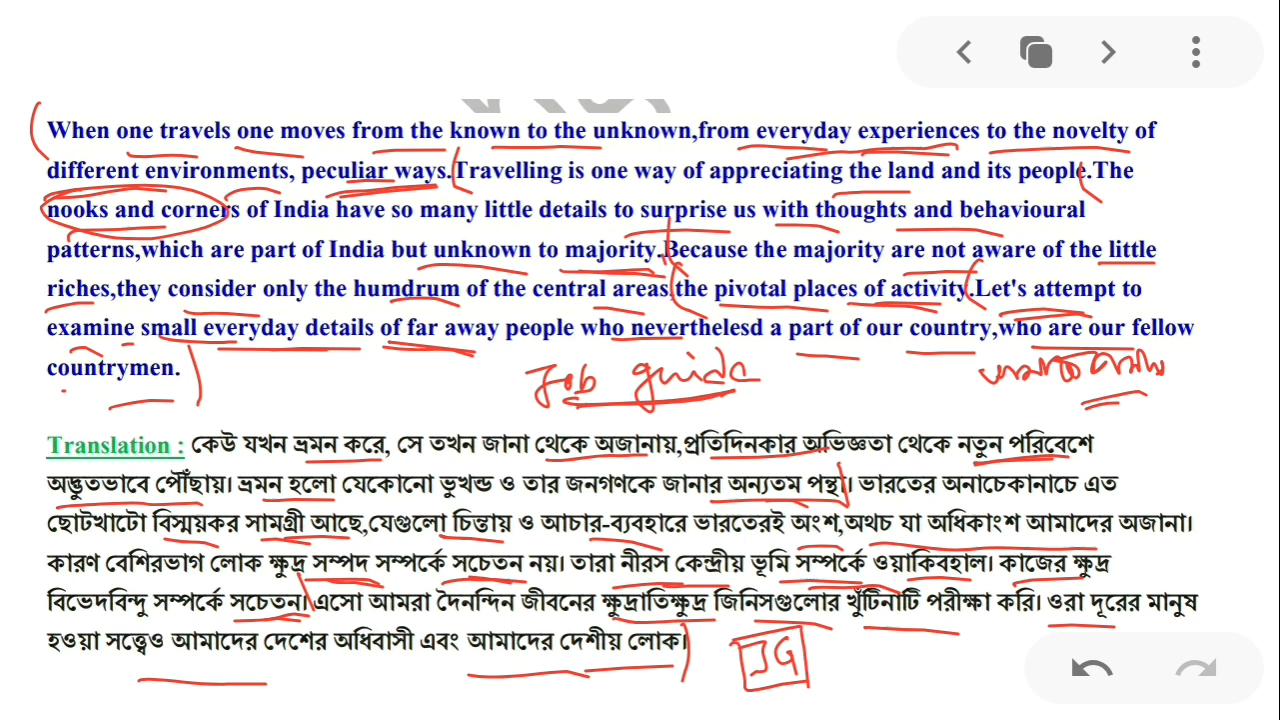 When one travels one moves from the known to the unknown,from everyday experiences to the novelty of
different environments, peculiar ways.Travelling is one way of appreciating the land and its people.The
nooks and corners of India have so many little details to surprise us with thoughts and behavioural
patterns,which are part of India but unknown to majority.Because the majority are not aware of the little
riches,they consider only the humdrum of the central areas,the pivotal places of activity.Let's attempt to
examine small everyday details of far away people who neverthelesd a part of our country,who are our fellow
countrymen.
Job guide
Translation : কেউ যখন ভ্রমন করে, সে তখন জানা থেকে অজানায়,প্রতিদিনকার অভিজ্ঞতা থেকে নতুন পরিবেশে
অদ্ভুতভাবে পৌঁছায়। ভ্রমন হলো যেকোনো ভুখন্ড ও তার জনগণকে জানার অন্যতম পন্থা। ভারতের অনাচেকানাচে এত
ছোটখাটো বিস্ময়কর সামগ্রী আছে,যেগুলো চিন্তায় ও আচার-ব্যবহারে ভারতেরই অংশ,অথচ যা অধিকাংশ আমাদের অজানা।
কারণ বেশিরভাগ লোক ক্ষুদ্র সম্পদ সম্পর্কে সচেতন নয়। তারা নীরস কেন্দ্রীয় ভূমি সম্পর্কে ওয়াকিবহাল। কাজের ক্ষুদ্র
বিভেদবিন্দু সম্পর্কে সচেতন। এসো আমরা দৈনন্দিন জীবনের ক্ষুদ্রাতিক্ষুদ্র জিনিসগুলোর খুঁটিনাটি পরীক্ষা করি। ওরা দূরের মানুষ
হওয়া সত্ত্বেও আমাদের দেশের অধিবাসী এবং আমাদের দেশীয় লোক।
JG